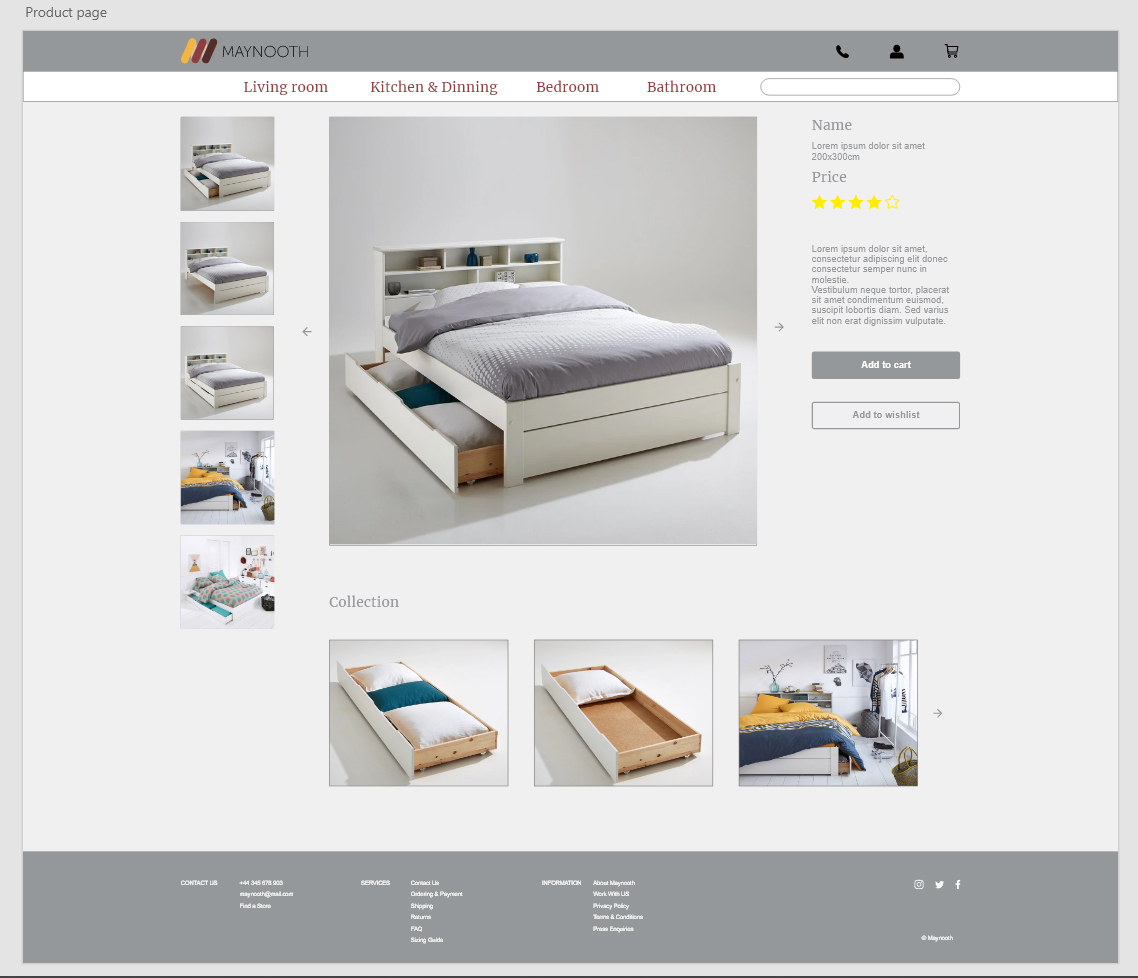 Product page
MAYNOOTH
Living room
Kitchen & Dinning
Bedroom
Bathroom
Name
Lorem ipsum dolor sit amet
200x300cm
Price
Lorem ipsum dolor sit amet,
consectetur adipiscing elit donec
consectetur semper nunc in
molestie.
Vestibulum neque tortor, placerat
sit amet condimentum euismod,
suscipit lobortis diam. Sed varius
elit non erat dignissim vulputate.
Add to cart
Add to wishlist
Collection
CONTACT US
+44 345 678 903
maynooth@mail.com
Find a Store
SERVICES
Contact Us
Ordering & Payment
Shipping
Returns
FAQ
Sizing Guide
INFORMATION
About Maynooth
Work With US
Privacy Policy
Terms & Conditions
Press Enquiries
© Maynooth